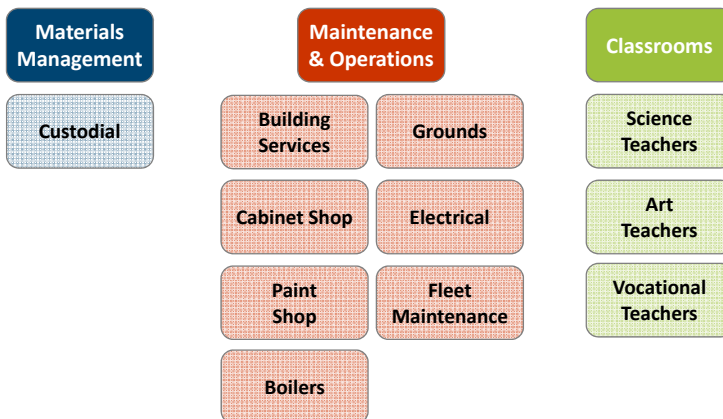 Materials
Management
Custodial
Maintenance
& Operations
Building
Services
Grounds
Cabinet Shop
Electrical
Paint
Shop
Fleet
Maintenance
Boilers
Classrooms
Science
Teachers
Art
Teachers
Vocational
Teachers